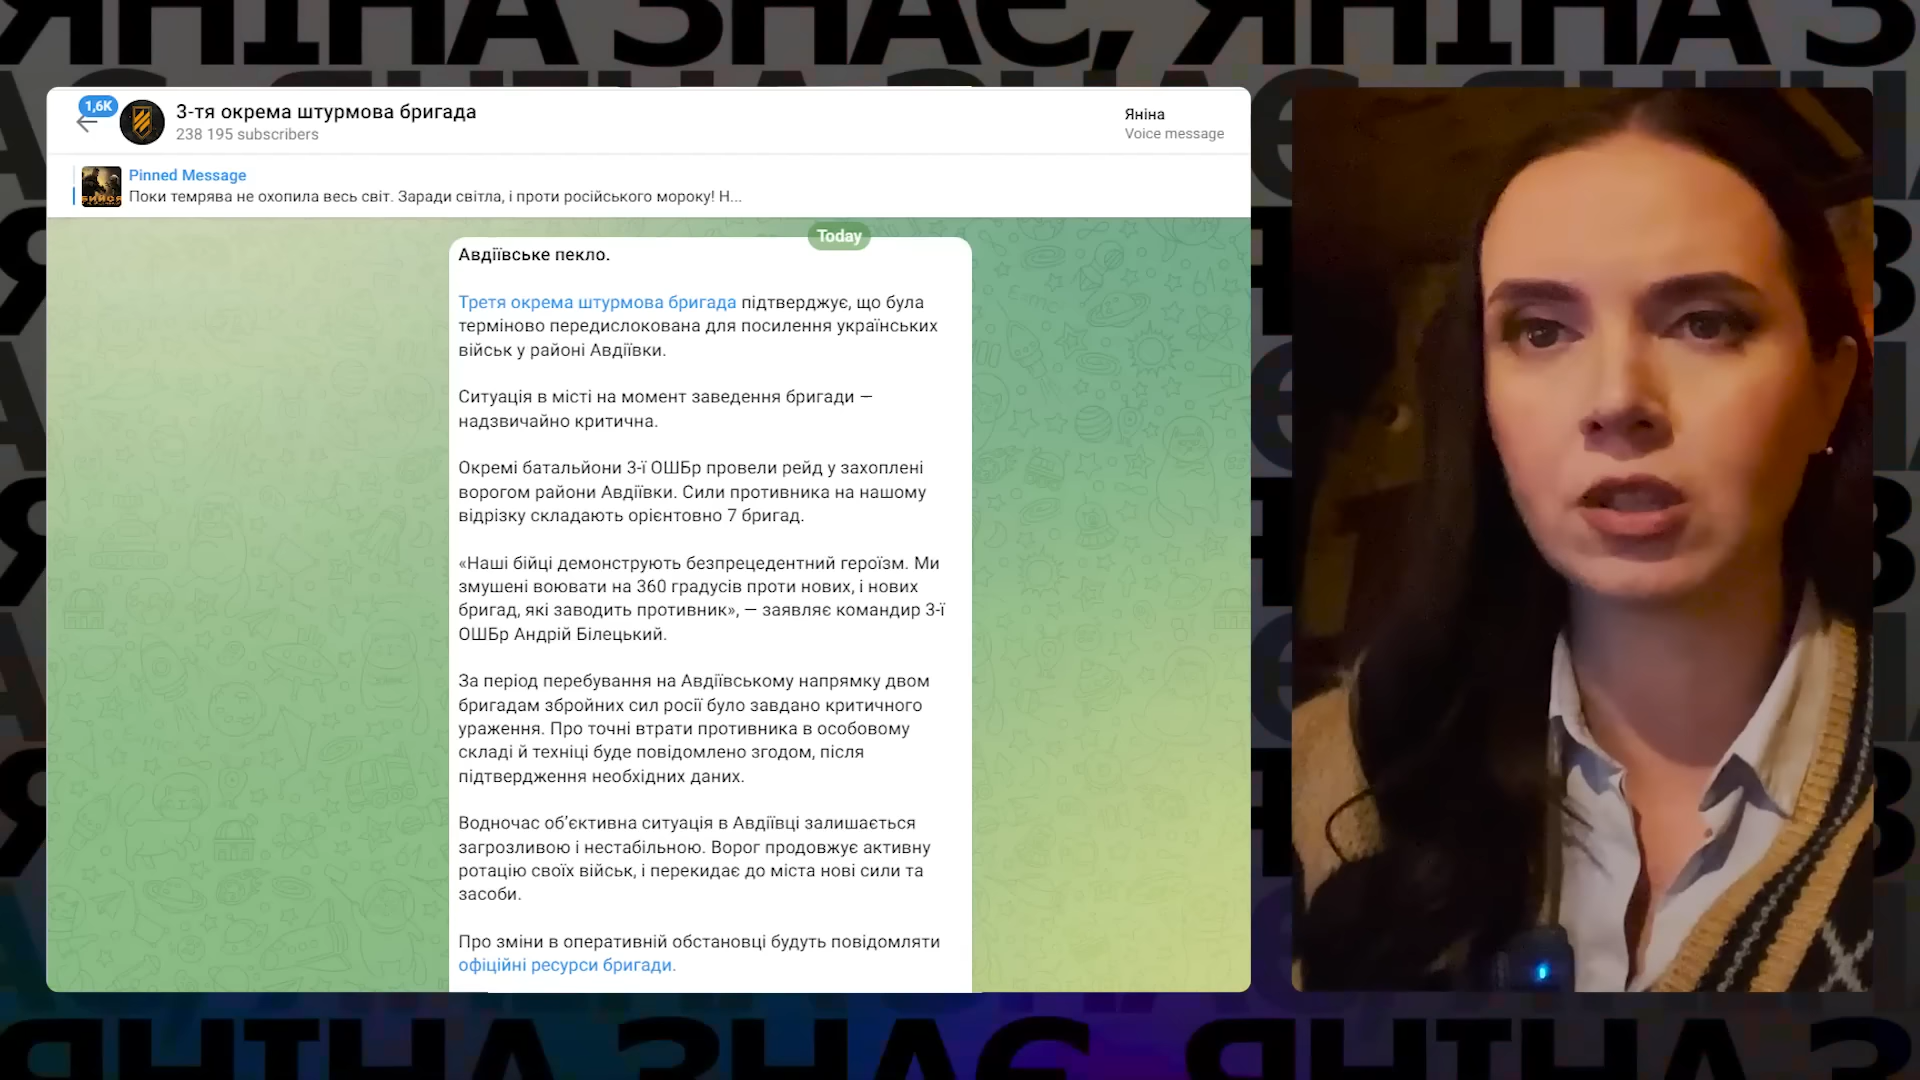 ЯНІНА ЗНАЄ, ЯНІНА З
1,6K
3-тя окрема штурмова бригада
238 195 subscribers
Яніна
Voice message
Pinned Message
Поки темрява не охопила весь світ. Заради світла, і проти російського мороку! Н...
Today
Авдіївське пекло.
Третя окрема штурмова бригада підтверджує, що була
терміново передислокована для посилення українських
військ у районі Авдіївки.
Ситуація в місті на момент заведення бригади —
надзвичайно критична.
Окремі батальйони 3-ї ОШБр провели рейд у захоплені
ворогом райони Авдіївки. Сили противника на нашому
відрізку складають орієнтовно 7 бригад.
«Наші бійці демонструють безпрецедентний героїзм. Ми
змушені воювати на 360 градусів проти нових, і нових
бригад, які заводить противник», — заявляє командир 3-ї
ОШБр Андрій Білецький.
За період перебування на Авдіївському напрямку двом
бригадам збройних сил росії було завдано критичного
ураження. Про точні втрати противника в особовому
складі й техніці буде повідомлено згодом, після
підтвердження необхідних даних.
Водночас об’єктивна ситуація в Авдіївці залишається
загрозливою і нестабільною. Ворог продовжує активну
ротацію своїх військ, і перекидає до міста нові сили та
засоби.
Про зміни в оперативній обстановці будуть повідомляти
офіційні ресурси бригади.
ЯНІНА ЗНАЄ, ЯНІНА З